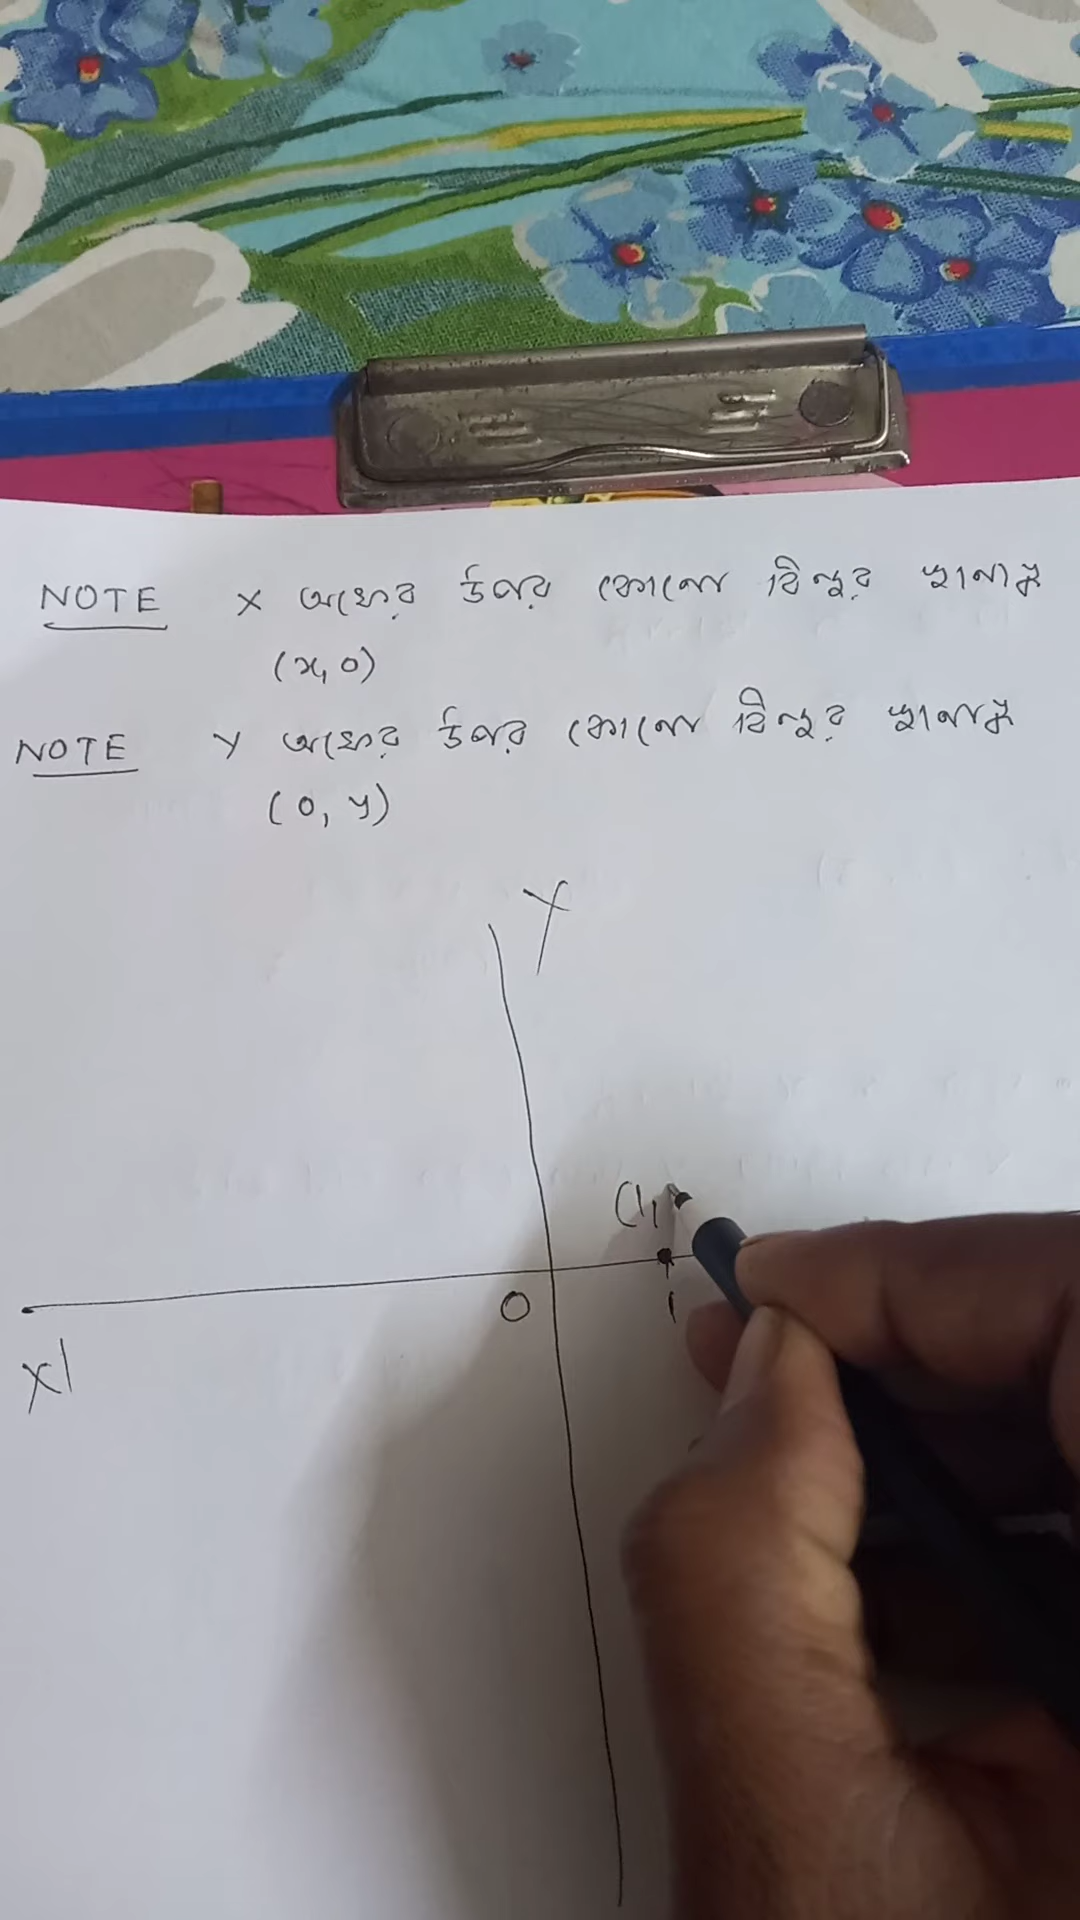 NOTE X অক্ষের উপর কোনো বিন্দুর স্থানাঙ্ক
(x, 0)
NOTE Y অক্ষের উপর কোনো বিন্দুর স্থানাঙ্ক
(0, y)
Y
(1,
O 1
X'